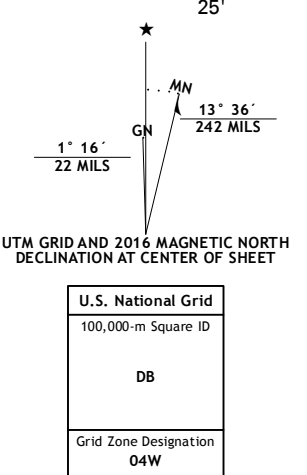 25'
★
MN
13° 36´
242 MILS
GN
1° 16´
22 MILS
UTM GRID AND 2016 MAGNETIC NORTH
DECLINATION AT CENTER OF SHEET
U.S. National Grid
100,000-m Square ID
DB
Grid Zone Designation
04W